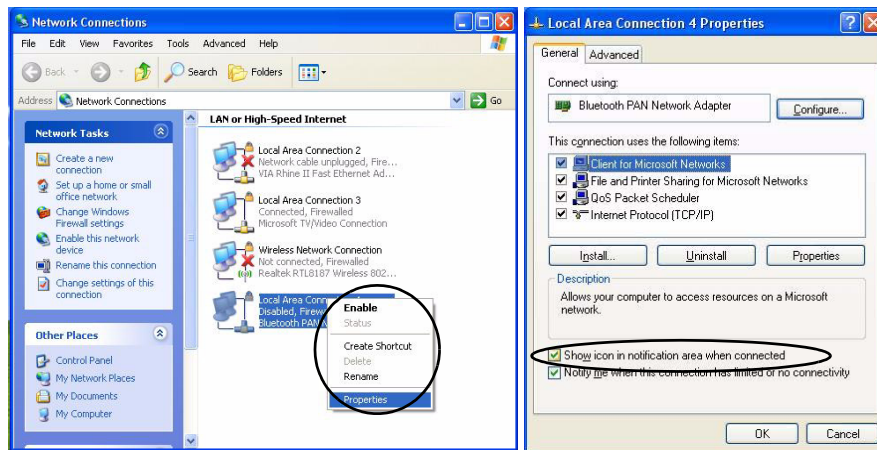 Network Connections
File Edit View Favorites Tools Advanced Help
Back Search Folders
Address Network Connections Go
Network Tasks
Create a new
connection
Set up a home or small
office network
Change Windows
Firewall settings
Enable this network
device
Rename this connection
Change settings of this
connection
Other Places
Control Panel
My Network Places
My Documents
My Computer
LAN or High-Speed Internet
Local Area Connection 2
Network cable unplugged, Fire...
VIA Rhine II Fast Ethernet Ad...
Local Area Connection 3
Connected, Firewalled
Microsoft TV/Video Connection
Wireless Network Connection
Not connected, Firewalled
Realtek RTL8187 Wireless 802...
Local Area
Disabled,
Bluetooth PAN
Enable
Status
Create Shortcut
Delete
Rename
Properties
Local Area Connection 4 Properties
General Advanced
Connect using:
Bluetooth PAN Network Adapter Configure...
This connection uses the following items:
Client for Microsoft Networks
File and Printer Sharing for Microsoft Networks
QoS Packet Scheduler
Internet Protocol (TCP/IP)
Install... Uninstall Properties
Description
Allows your computer to access resources on a Microsoft
network.
Show icon in notification area when connected
Notify me when this connection has limited or no connectivity
OK Cancel